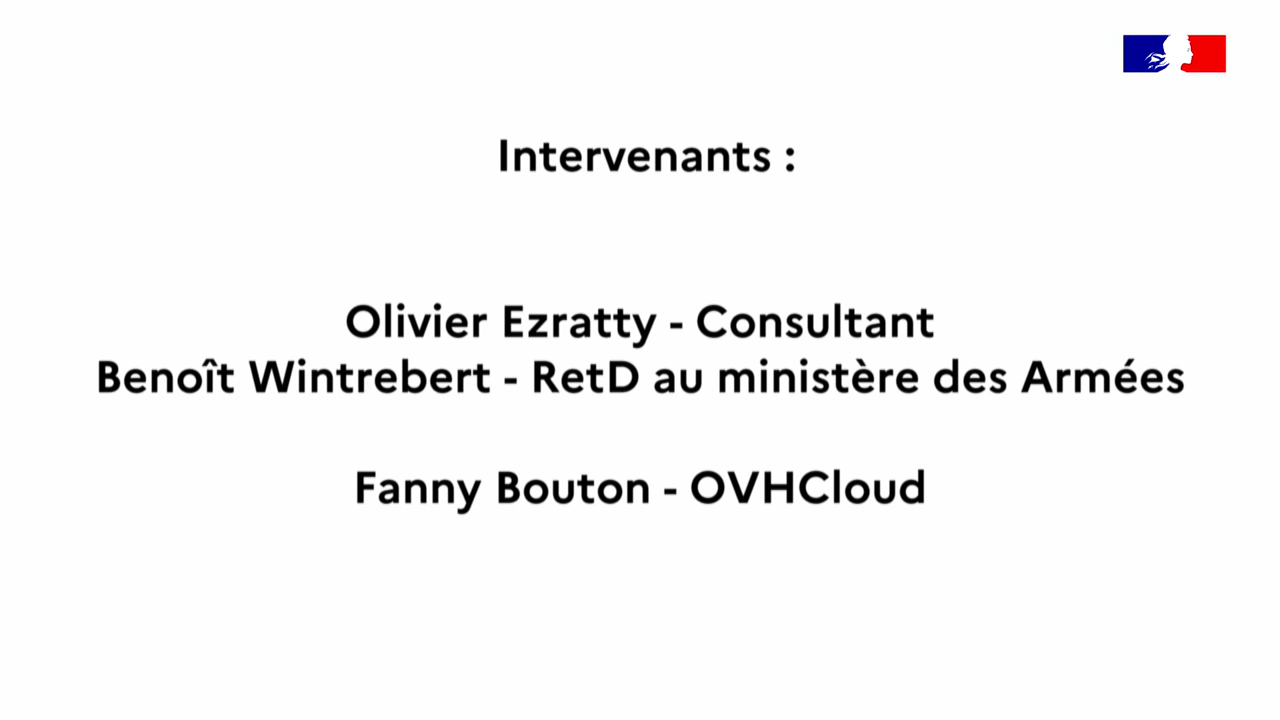 Intervenants :
Olivier Ezratty - Consultant
Benoît Wintrebert - RetD au ministère des Armées
Fanny Bouton - OVHCloud